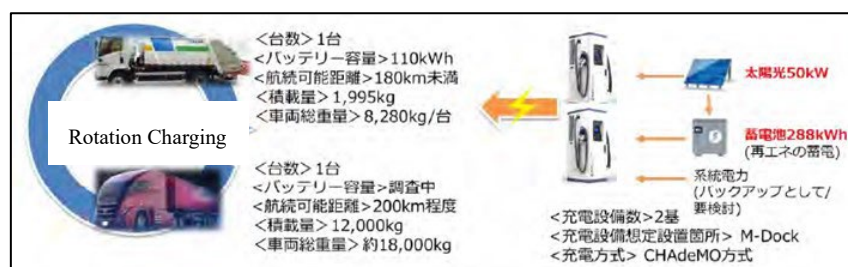 <台数>1台
<バッテリー容量>110kWh
<航続可能距離>180km未満
<積載量>1,995kg
<車両総重量>8,280kg/台
Rotation Charging
<台数>1台
<バッテリー容量>調査中
<航続可能距離>200km程度
<積載量>12,000kg
<車両総重量>約18,000kg
太陽光50kW
蓄電池288kWh
(再エネの蓄電)
系統電力
(バックアップとして/
要検討)
<充電設備数>2基
<充電設備想定設置箇所> M-Dock
<充電方式> CHAdeMO方式